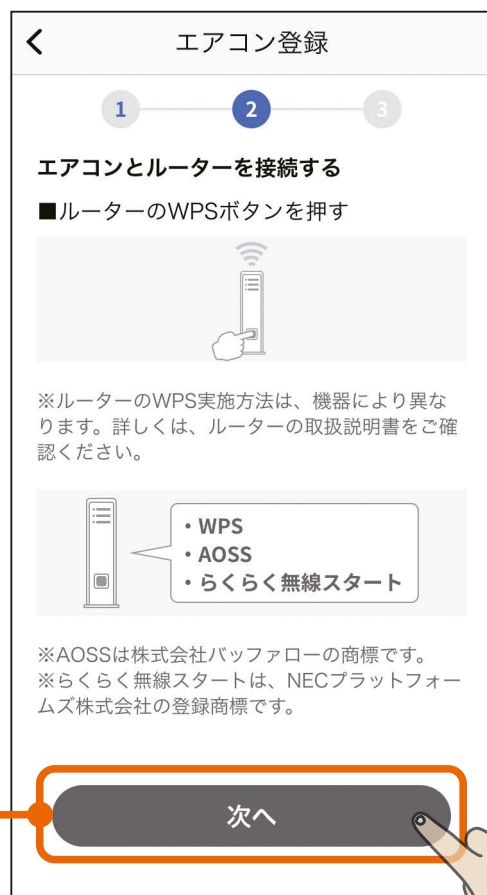 エアコン登録
1 2 3
エアコンとルーターを接続する
■ルーターのWPSボタンを押す
※ルーターのWPS実施方法は、機器により異な
ります。詳しくは、ルーターの取扱説明書をご確
認ください。
・WPS
・AOSS
・らくらく無線スタート
※AOSSは株式会社バッファローの商標です。
※らくらく無線スタートは、NECプラットフォー
ムズ株式会社の登録商標です。
次へ